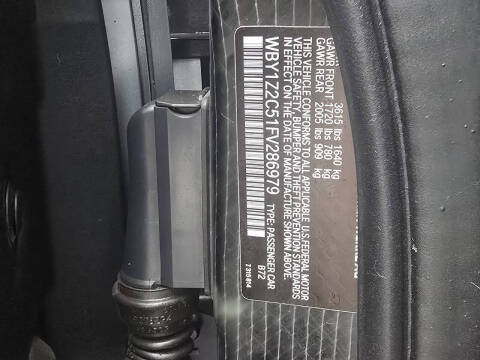 3615 lbs 1640 kg
GAWR FRONT 1720 lbs 780 kg
GAWR REAR 2005 lbs 909 kg
THIS VEHICLE CONFORMS TO ALL APPLICABLE U.S. FEDERAL MOTOR
VEHICLE SAFETY, BUMPER AND THEFT PREVENTION STANDARDS
IN EFFECT ON THE DATE OF MANUFACTURE SHOWN ABOVE.
WBY1Z2C51FV286979 TYPE: PASSENGER CAR
B72